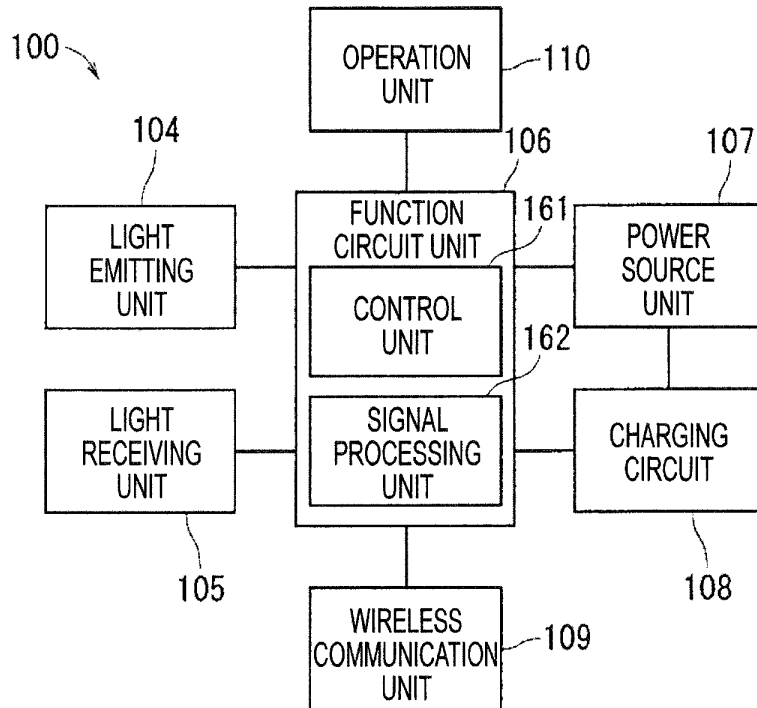 100
OPERATION
UNIT
110
104
106
107
LIGHT
EMITTING
UNIT
FUNCTION
CIRCUIT UNIT
161
POWER
SOURCE
UNIT
CONTROL
UNIT
162
LIGHT
RECEIVING
UNIT
SIGNAL
PROCESSING
UNIT
CHARGING
CIRCUIT
105
108
WIRELESS
COMMUNICATION
UNIT
109